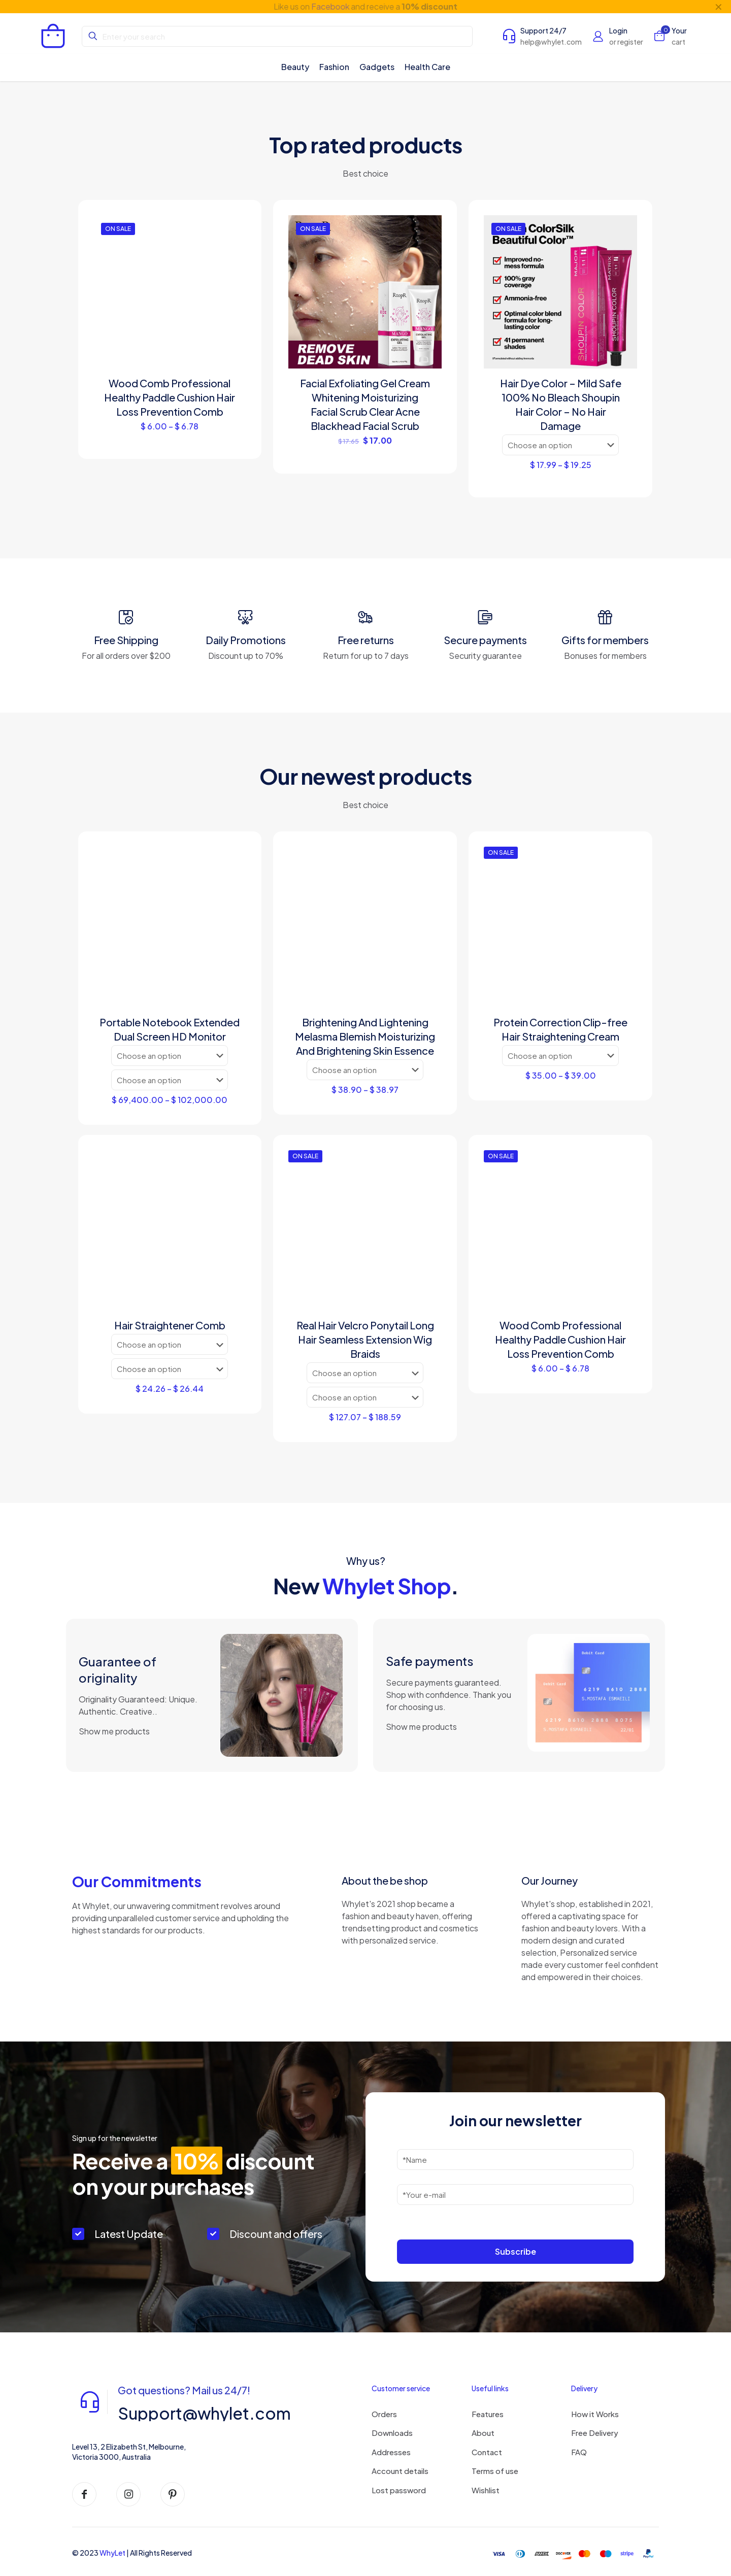 Like us on Facebook and receive a 10% discount
Enter your search
Support 24/7
help@whylet.com
Login
or register
0
Your
cart
Beauty Fashion Gadgets Health Care
Top rated products
Best choice
ON SALE
Wood Comb Professional
Healthy Paddle Cushion Hair
Loss Prevention Comb
$ 6.00 – $ 6.78
ON SALE
RtopR
MANGO
REMOVE DEAD SKIN
Facial Exfoliating Gel Cream
Whitening Moisturizing
Facial Scrub Clear Acne
Blackhead Facial Scrub
$ 17.65 $ 17.00
ON SALE
ColorSilk
Beautiful Color™
Improved no-
mess formula
100% gray
coverage
Ammonia-free
Optimal color blend
formula for long-
lasting color
41 permanent
shades
SHOUPIN COLOR
Hair Dye Color – Mild Safe
100% No Bleach Shoupin
Hair Color – No Hair
Damage
Choose an option
$ 17.99 – $ 19.25
Free Shipping
For all orders over $200
Daily Promotions
Discount up to 70%
Free returns
Return for up to 7 days
Secure payments
Security guarantee
Gifts for members
Bonuses for members
Our newest products
Best choice
Portable Notebook Extended
Dual Screen HD Monitor
Choose an option
Choose an option
$ 69,400.00 – $ 102,000.00
Brightening And Lightening
Melasma Blemish Moisturizing
And Brightening Skin Essence
Choose an option
$ 38.90 – $ 38.97
ON SALE
Protein Correction Clip-free
Hair Straightening Cream
Choose an option
$ 35.00 – $ 39.00
Hair Straightener Comb
Choose an option
Choose an option
$ 24.26 – $ 26.44
ON SALE
Real Hair Velcro Ponytail Long
Hair Seamless Extension Wig
Braids
Choose an option
Choose an option
$ 127.07 – $ 188.59
ON SALE
Wood Comb Professional
Healthy Paddle Cushion Hair
Loss Prevention Comb
$ 6.00 – $ 6.78
Why us?
New Whylet Shop.
Guarantee of
originality
Originality Guaranteed: Unique.
Authentic. Creative..
Show me products
Safe payments
Secure payments guaranteed.
Shop with confidence. Thank you
for choosing us.
Show me products
Our Commitments
At Whylet, our unwavering commitment revolves around
providing unparalleled customer service and upholding the
highest standards for our products.
About the be shop
Whylet's 2021 shop became a
fashion and beauty haven, offering
trendsetting product and cosmetics
with personalized service.
Our Journey
Whylet's shop, established in 2021,
offered a captivating space for
fashion and beauty lovers. With a
modern design and curated
selection, Personalized service
made every customer feel confident
and empowered in their choices.
Sign up for the newsletter
Receive a 10% discount
on your purchases
Latest Update
Discount and offers
Join our newsletter
*Name
*Your e-mail
Subscribe
Got questions? Mail us 24/7!
Support@whylet.com
Level 13, 2 Elizabeth St, Melbourne,
Victoria 3000, Australia
Customer service
Orders
Downloads
Addresses
Account details
Lost password
Useful links
Features
About
Contact
Terms of use
Wishlist
Delivery
How it Works
Free Delivery
FAQ
© 2023 WhyLet | All Rights Reserved
VISA
DISCOVER
stripe
PayPal